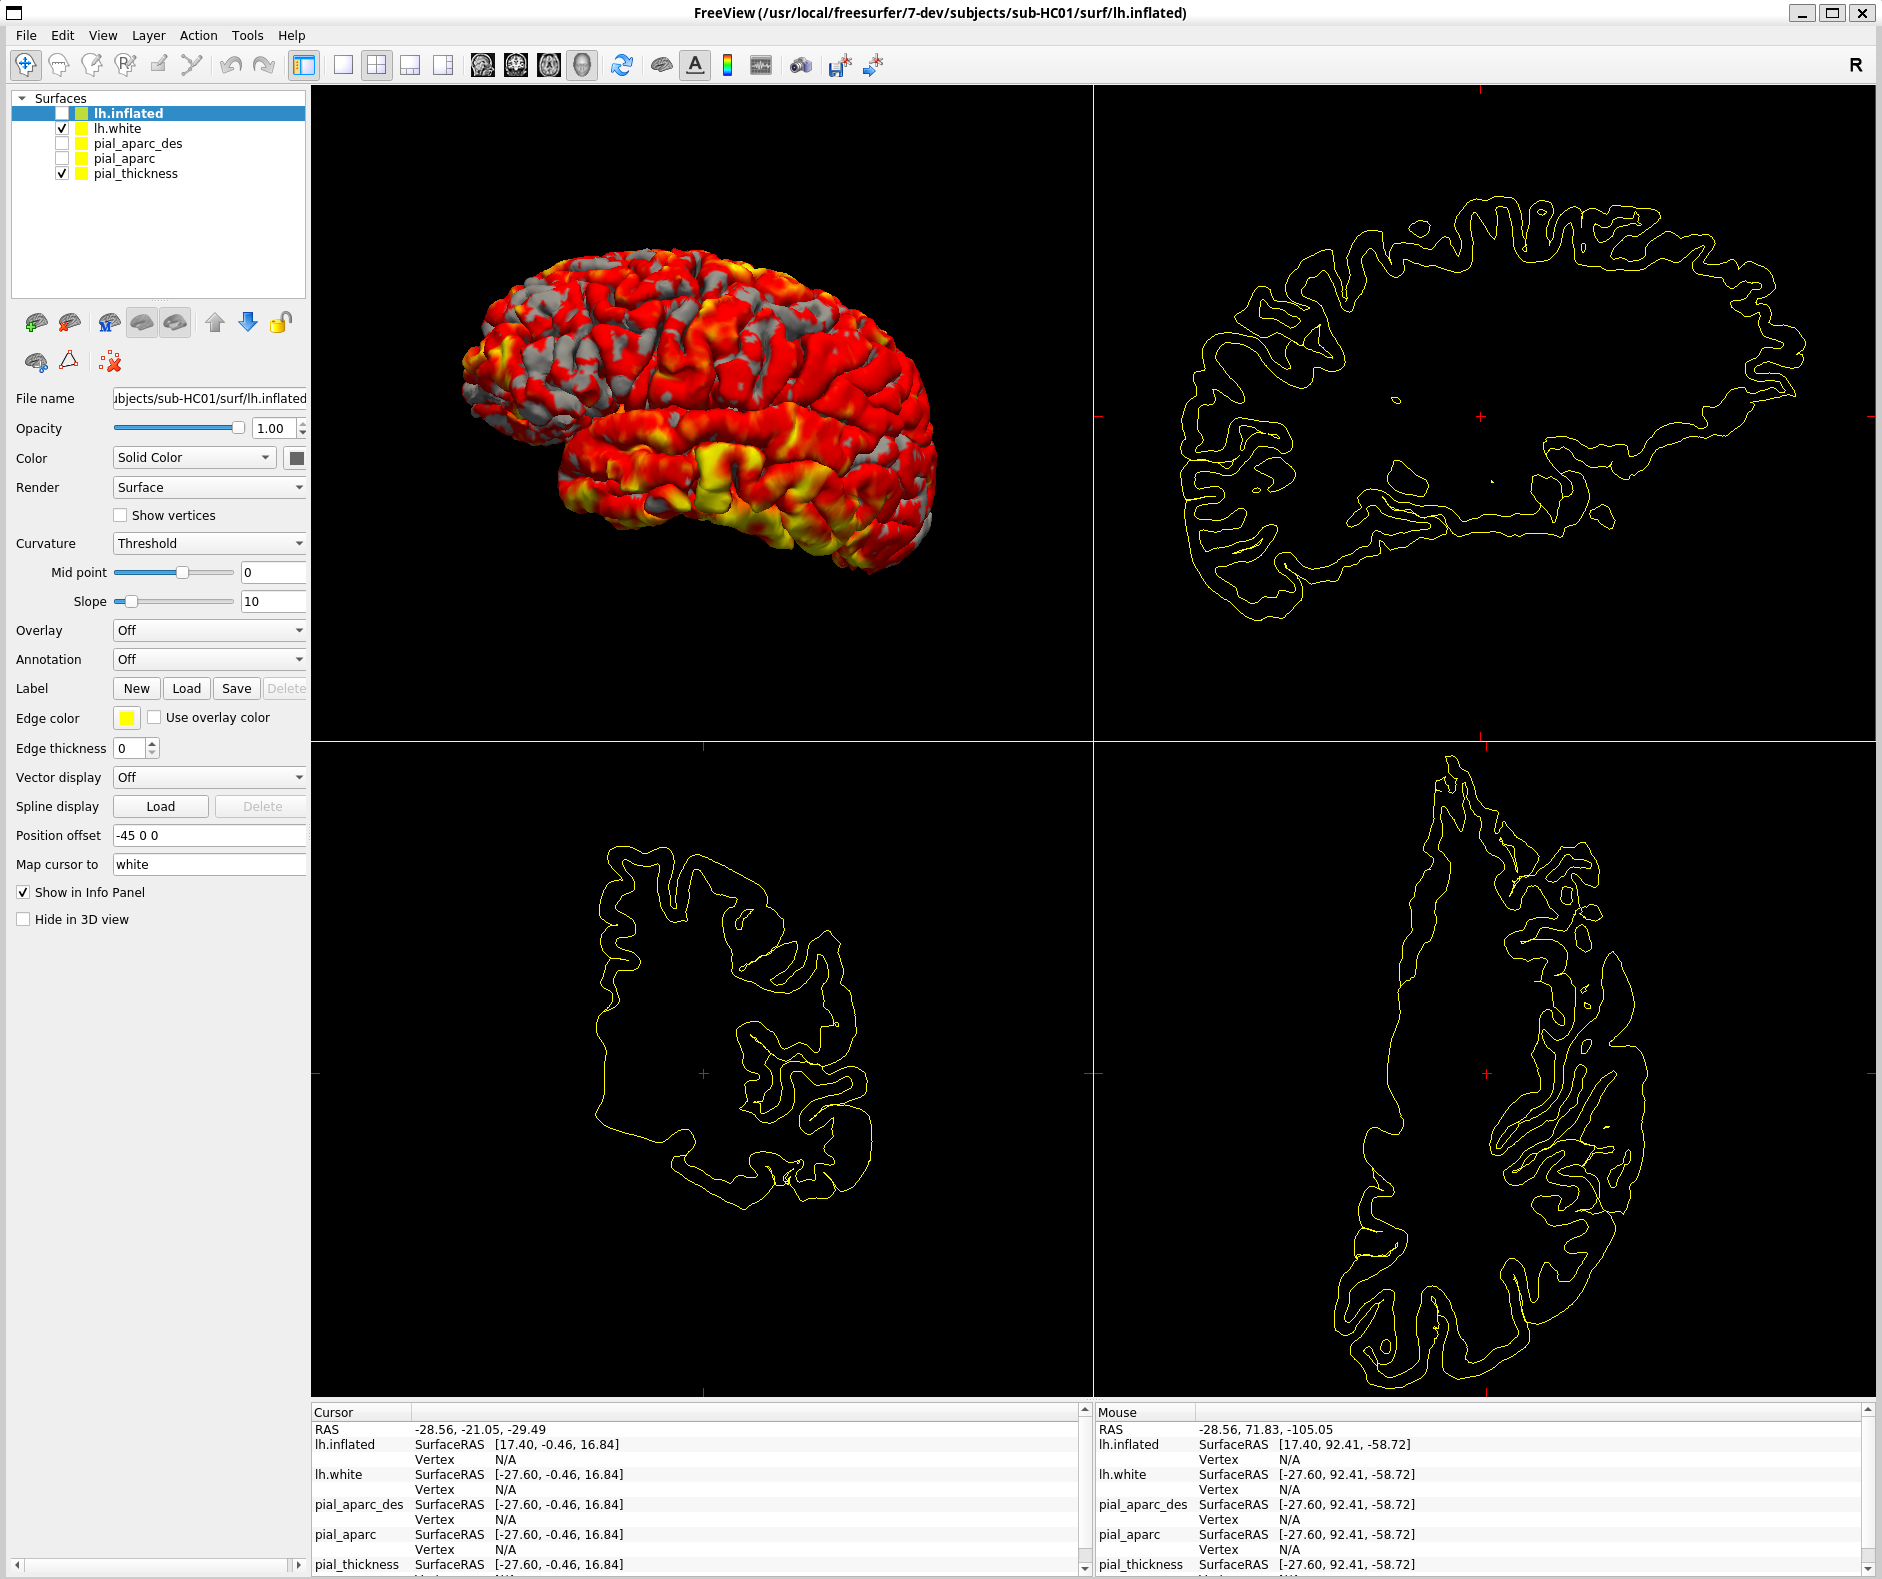 FreeView (/usr/local/freesurfer/7-dev/subjects/sub-HC01/surf/lh.inflated)
File Edit View Layer Action Tools Help
R
A
R
Surfaces
lh.inflated
lh.white
pial_aparc_des
pial_aparc
pial_thickness
M
File name ubjects/sub-HC01/surf/lh.inflated
Opacity 1.00
Color Solid Color
Render Surface
Show vertices
Curvature Threshold
Mid point 0
Slope 10
Overlay Off
Annotation Off
Label New Load Save Delete
Edge color Use overlay color
Edge thickness 0
Vector display Off
Spline display Load Delete
Position offset -45 0 0
Map cursor to white
Show in Info Panel
Hide in 3D view
Cursor
RAS -28.56, -21.05, -29.49
lh.inflated SurfaceRAS [17.40, -0.46, 16.84]
Vertex N/A
lh.white SurfaceRAS [-27.60, -0.46, 16.84]
Vertex N/A
pial_aparc_des SurfaceRAS [-27.60, -0.46, 16.84]
Vertex N/A
pial_aparc SurfaceRAS [-27.60, -0.46, 16.84]
Vertex N/A
pial_thickness SurfaceRAS [-27.60, -0.46, 16.84]
Mouse
RAS -28.56, 71.83, -105.05
lh.inflated SurfaceRAS [17.40, 92.41, -58.72]
Vertex N/A
lh.white SurfaceRAS [-27.60, 92.41, -58.72]
Vertex N/A
pial_aparc_des SurfaceRAS [-27.60, 92.41, -58.72]
Vertex N/A
pial_aparc SurfaceRAS [-27.60, 92.41, -58.72]
Vertex N/A
pial_thickness SurfaceRAS [-27.60, 92.41, -58.72]